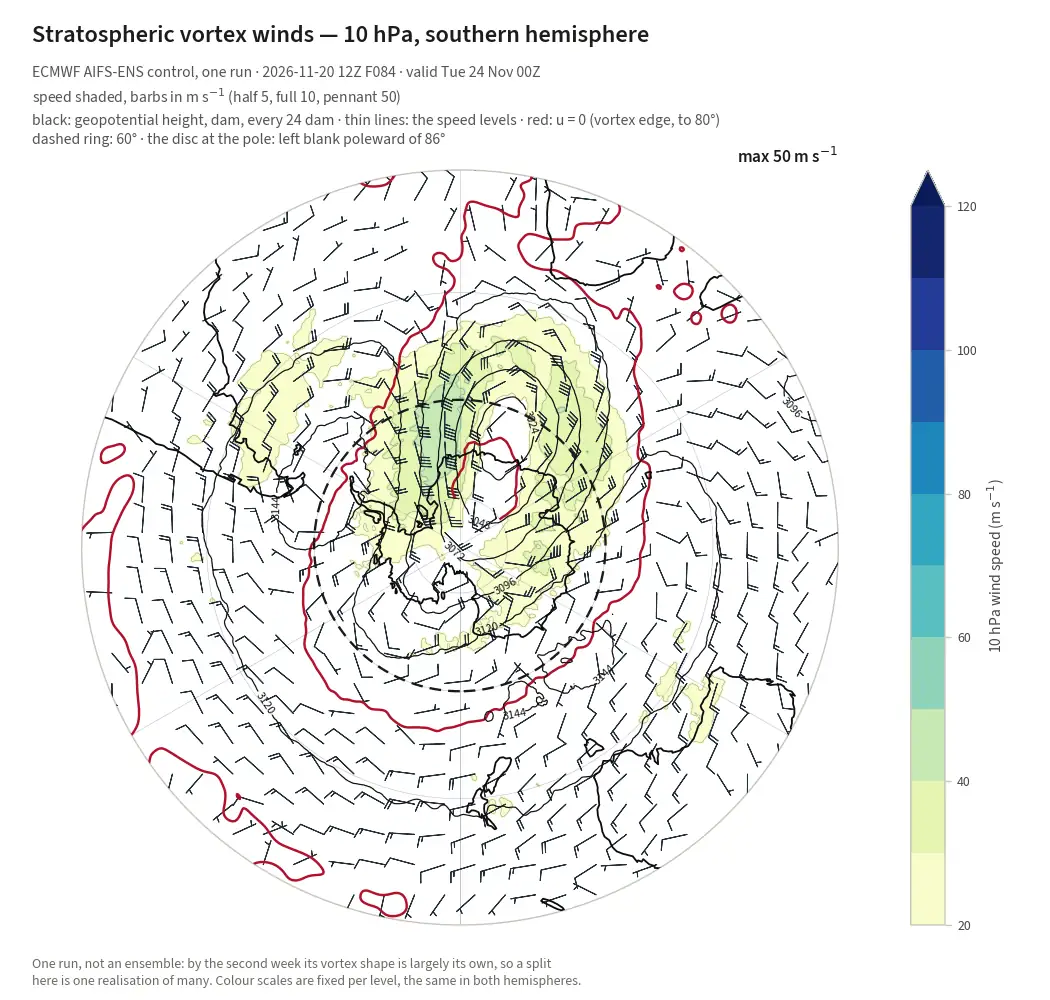 Stratospheric vortex winds — 10 hPa, southern hemisphere
ECMWF AIFS-ENS control, one run · 2026-11-20 12Z F084 · valid Tue 24 Nov 00Z
speed shaded, barbs in m s⁻¹ (half 5, full 10, pennant 50)
black: geopotential height, dam, every 24 dam · thin lines: the speed levels · red: u = 0 (vortex edge, to 80°)
dashed ring: 60° · the disc at the pole: left blank poleward of 86°
max 50 m s⁻¹
120
100
80
60
40
20
10 hPa wind speed (m s⁻¹)
3096
3024
3144
3048
3072
3096
3120
3144
3120
3144
One run, not an ensemble: by the second week its vortex shape is largely its own, so a split
here is one realisation of many. Colour scales are fixed per level, the same in both hemispheres.